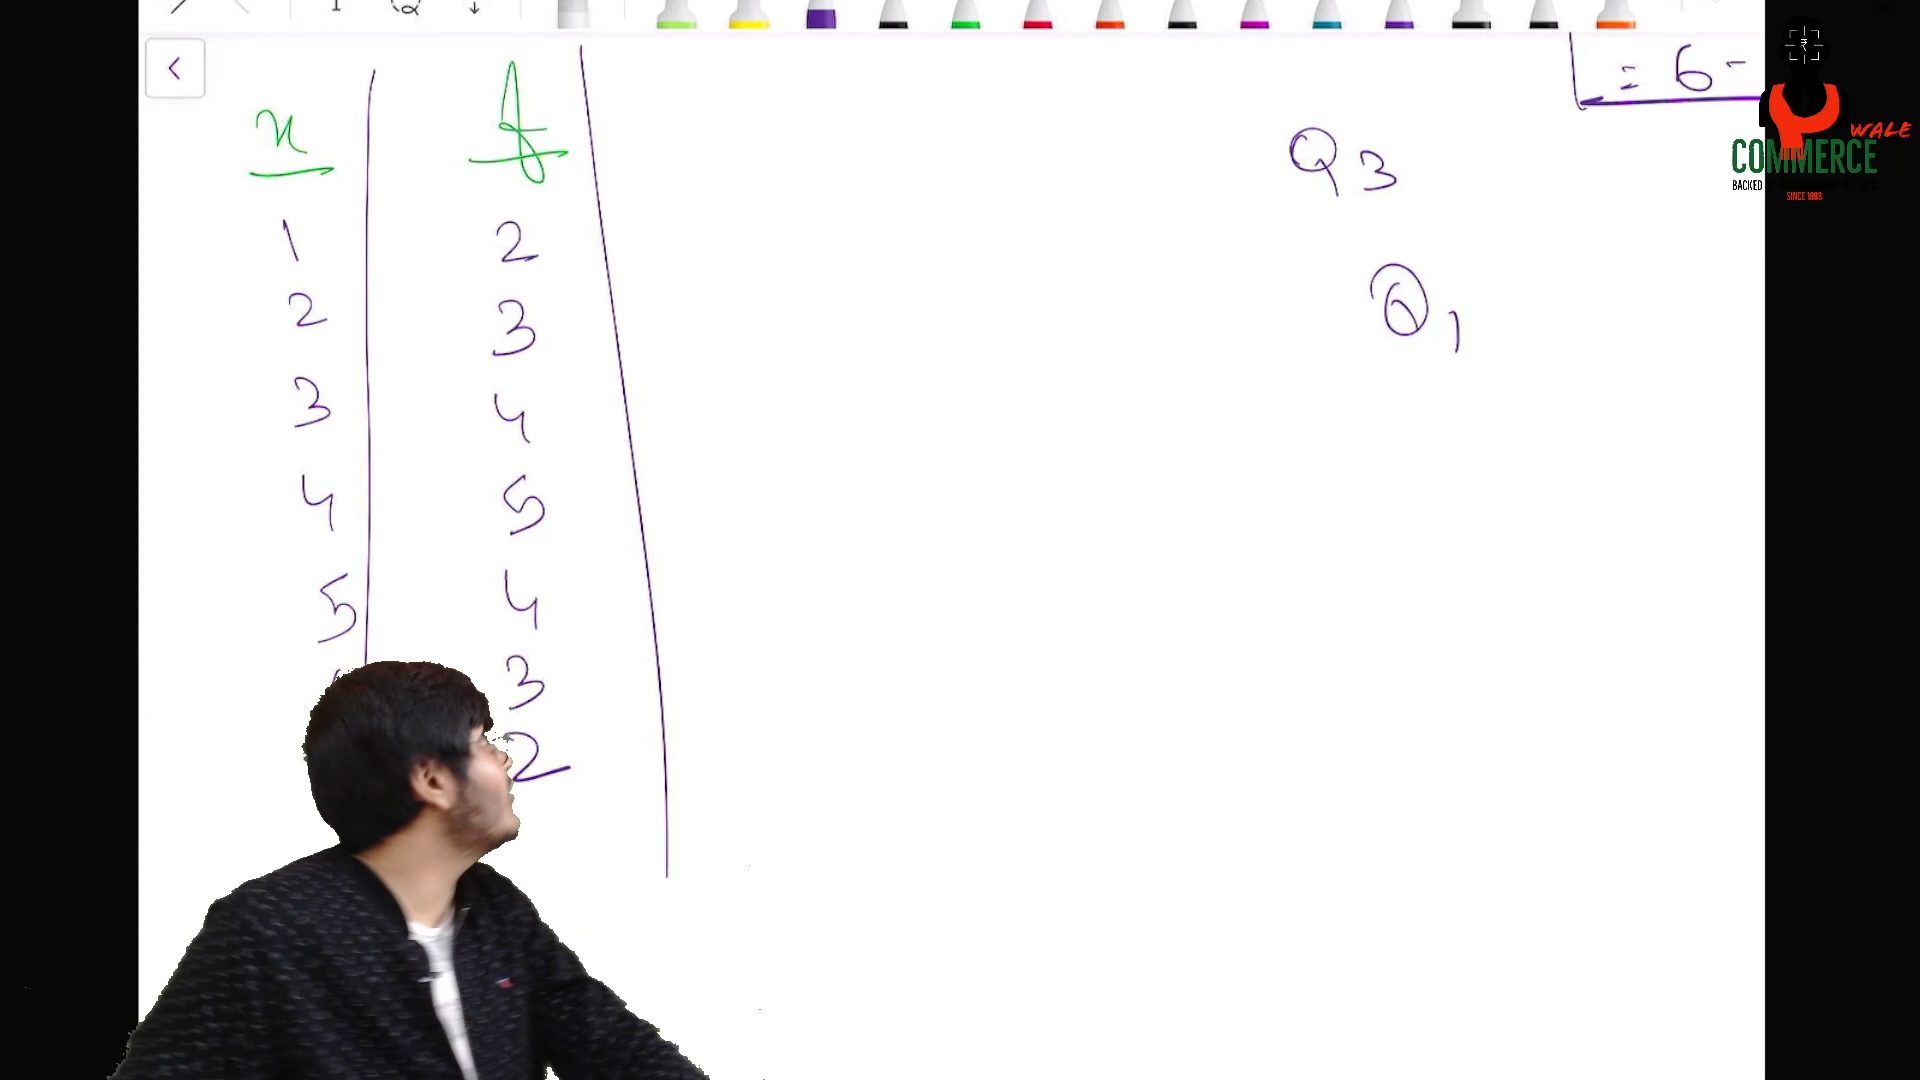 = 6 -
WALE
COMMERCE
BACKED
SINCE 1993
x f
Q3
1 2
Q1
2 3
3 4
4 5
5 4
3
2